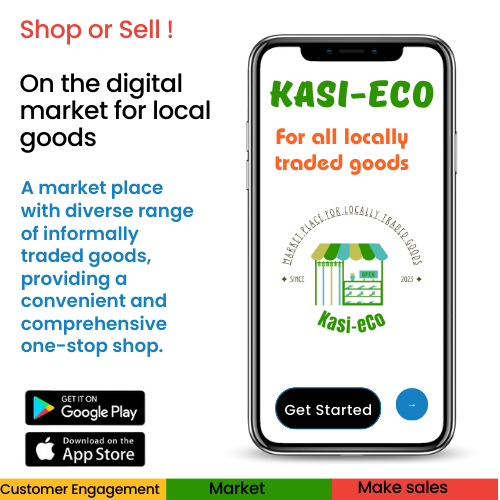 Shop or Sell !
On the digital
market for local
goods
A market place
with diverse range
of informally
traded goods,
providing a
convenient and
comprehensive
one-stop shop.
GET IT ON
Google Play
Download on the
App Store
KASI-ECO
For all locally
traded goods
MARKET PLACE FOR LOCALLY TRADED GOODS
OPEN
SINCE
2023
Kasi-eCO
Get Started
→
Customer Engagement
Market
Make sales